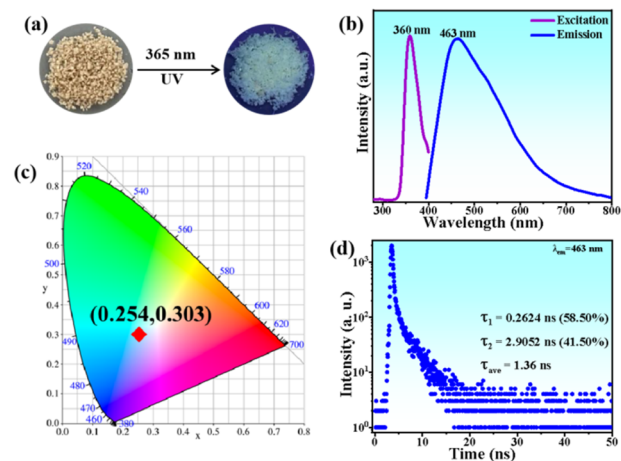 (a)
365 nm
UV
(b)
360 nm
463 nm
Excitation
Emission
Intensity (a.u.)
300 400 500 600 700 800
Wavelength (nm)
(c)
0.9
0.8
0.7
0.6
0.5
0.4
0.3
0.2
0.1
0.0
y
520
540
560
580
600
620
700
500
490
480
470
460
380
(0.254,0.303)
0.0 0.1 0.2 0.3 0.4 0.5 0.6 0.7 0.8
x
(d)
λem=463 nm
τ1 = 0.2624 ns (58.50%)
τ2 = 2.9052 ns (41.50%)
τave = 1.36 ns
Intensity (a. u.)
10³
10²
10¹
10⁰
0 10 20 30 40 50
Time (ns)